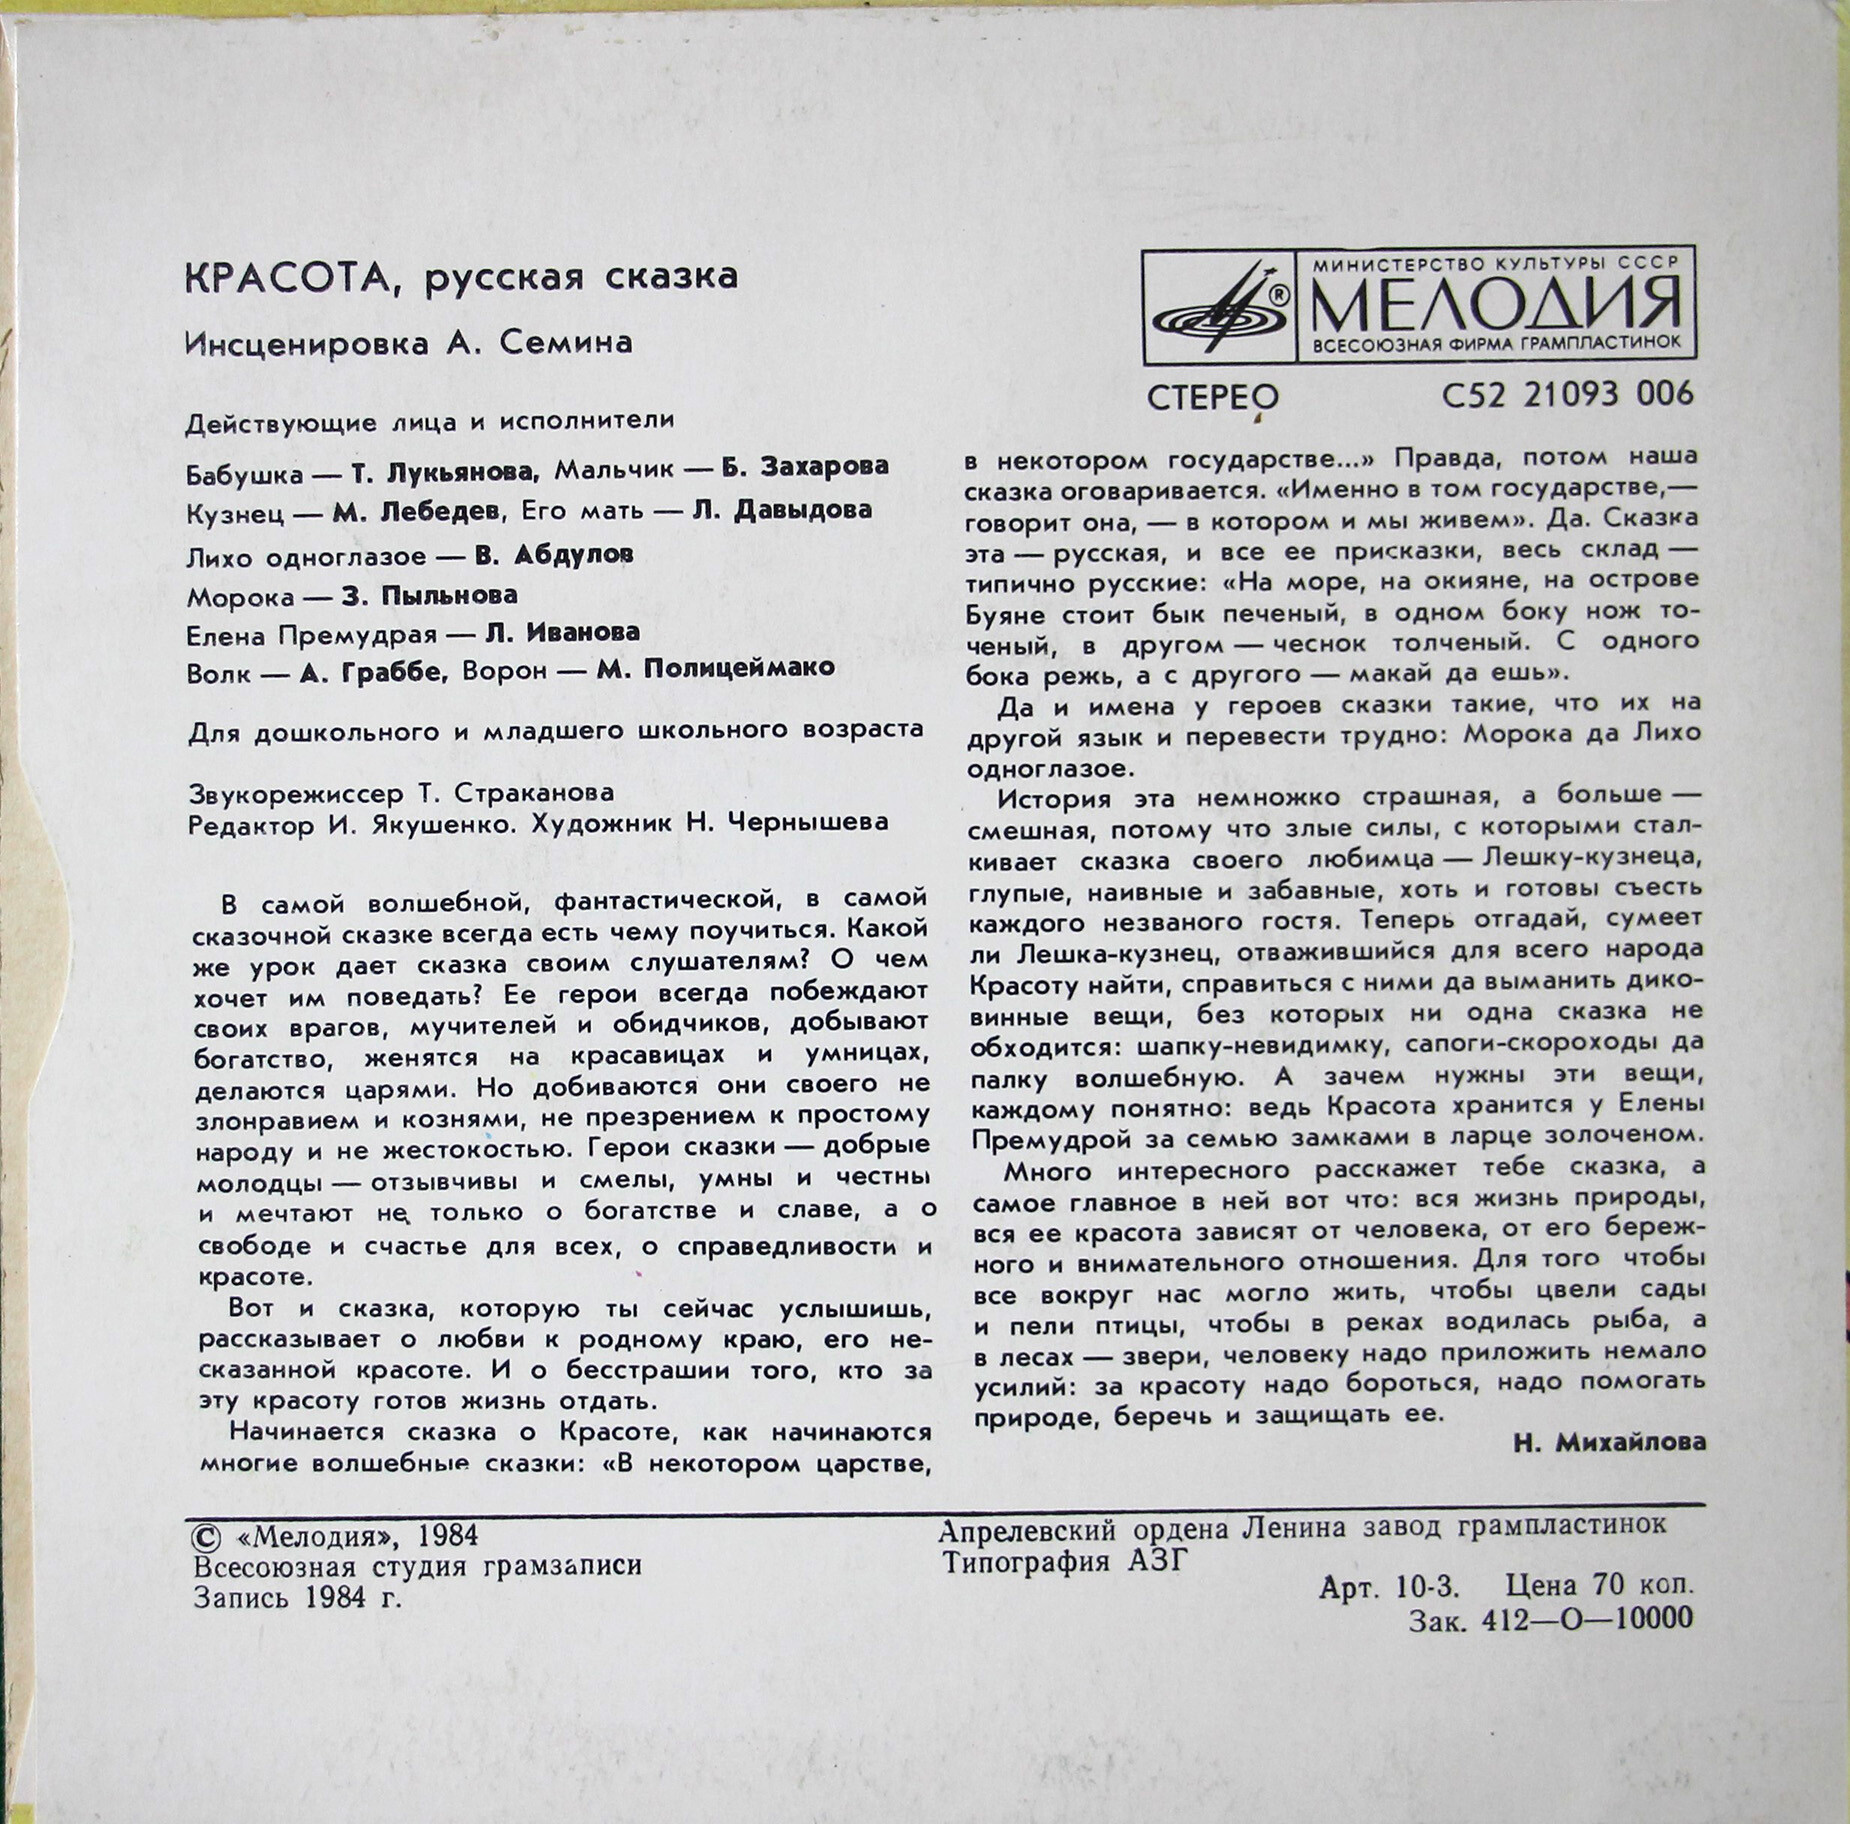 КРАСОТА, русская сказка
Инсценировка А. Семина
Действующие лица и исполнители
Бабушка — Т. Лукьянова, Мальчик — Б. Захарова
Кузнец — М. Лебедев, Его мать — Л. Давыдова
Лихо одноглазое — В. Абдулов
Морока — З. Пыльнова
Елена Премудрая — Л. Иванова
Волк — А. Граббе, Ворон — М. Полицеймако
Для дошкольного и младшего школьного возраста
Звукорежиссер Т. Страканова
Редактор И. Якушенко. Художник Н. Чернышева
В самой волшебной, фантастической, в самой
сказочной сказке всегда есть чему поучиться. Какой
же урок дает сказка своим слушателям? О чем
хочет им поведать? Ее герои всегда побеждают
своих врагов, мучителей и обидчиков, добывают
богатство, женятся на красавицах и умницах,
делаются царями. Но добиваются они своего не
злонравием и кознями, не презрением к простому
народу и не жестокостью. Герои сказки — добрые
молодцы — отзывчивы и смелы, умны и честны
и мечтают не только о богатстве и славе, а о
свободе и счастье для всех, о справедливости и
красоте.
Вот и сказка, которую ты сейчас услышишь,
рассказывает о любви к родному краю, его не-
сказанной красоте. И о бесстрашии того, кто за
эту красоту готов жизнь отдать.
Начинается сказка о Красоте, как начинаются
многие волшебные сказки: «В некотором царстве,
МИНИСТЕРСТВО КУЛЬТУРЫ СССР
МЕЛОДИЯ
ВСЕСОЮЗНАЯ ФИРМА ГРАМПЛАСТИНОК
®
СТЕРЕО С52 21093 006
в некотором государстве...» Правда, потом наша
сказка оговаривается. «Именно в том государстве,—
говорит она, — в котором и мы живем». Да. Сказка
эта — русская, и все ее присказки, весь склад —
типично русские: «На море, на окияне, на острове
Буяне стоит бык печеный, в одном боку нож то-
ченый, в другом — чеснок толченый. С одного
бока режь, а с другого — макай да ешь».
Да и имена у героев сказки такие, что их на
другой язык и перевести трудно: Морока да Лихо
одноглазое.
История эта немножко страшная, а больше —
смешная, потому что злые силы, с которыми стал-
кивает сказка своего любимца — Лешку-кузнеца,
глупые, наивные и забавные, хоть и готовы съесть
каждого незваного гостя. Теперь отгадай, сумеет
ли Лешка-кузнец, отважившийся для всего народа
Красоту найти, справиться с ними да выманить дико-
винные вещи, без которых ни одна сказка не
обходится: шапку-невидимку, сапоги-скороходы да
палку волшебную. А зачем нужны эти вещи,
каждому понятно: ведь Красота хранится у Елены
Премудрой за семью замками в ларце золоченом.
Много интересного расскажет тебе сказка, а
самое главное в ней вот что: вся жизнь природы,
вся ее красота зависят от человека, от его береж-
ного и внимательного отношения. Для того чтобы
все вокруг нас могло жить, чтобы цвели сады
и пели птицы, чтобы в реках водилась рыба, а
в лесах — звери, человеку надо приложить немало
усилий: за красоту надо бороться, надо помогать
природе, беречь и защищать ее.
Н. Михайлова
© «Мелодия», 1984
Всесоюзная студия грамзаписи
Запись 1984 г.
Апрелевский ордена Ленина завод грампластинок
Типография АЗГ
Арт. 10-3. Цена 70 коп.
Зак. 412—О—10000